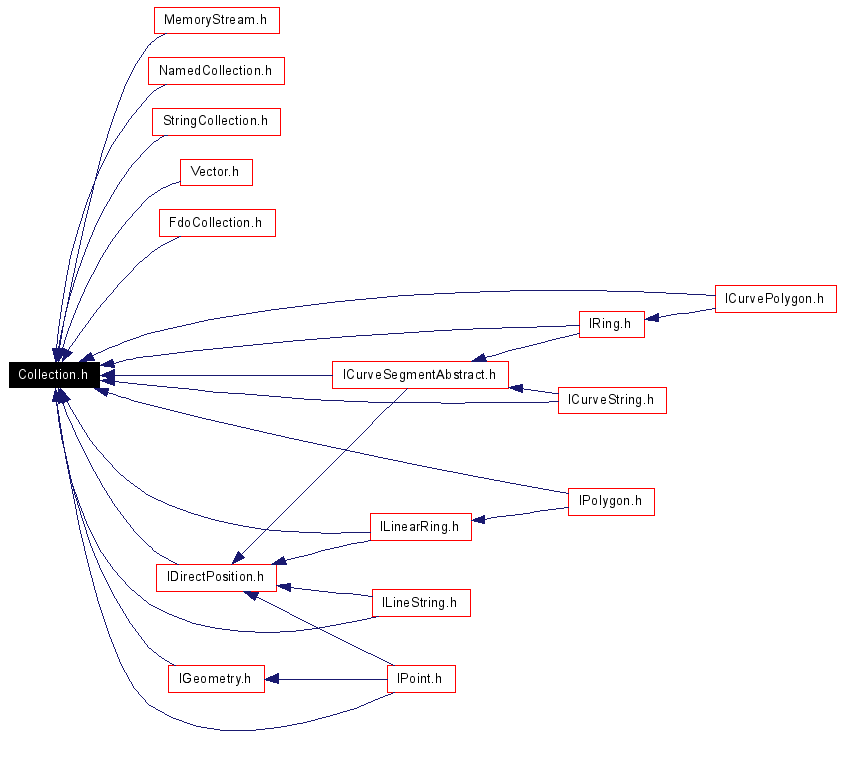 MemoryStream.h
NamedCollection.h
StringCollection.h
Vector.h
FdoCollection.h
ICurvePolygon.h
IRing.h
Collection.h
ICurveSegmentAbstract.h
ICurveString.h
IPolygon.h
ILinearRing.h
IDirectPosition.h
ILineString.h
IGeometry.h
IPoint.h